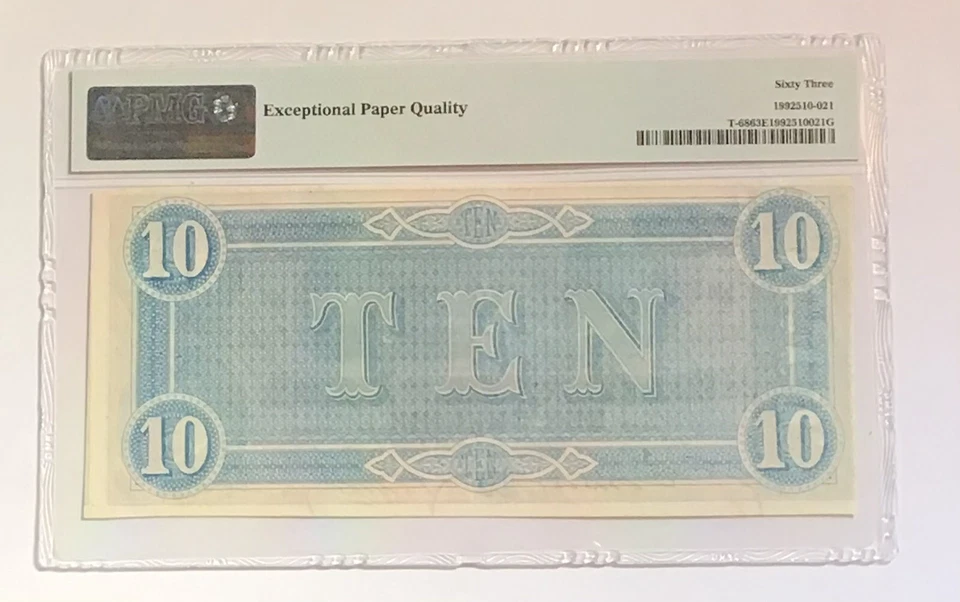 PMG
Exceptional Paper Quality
Sixty Three
1992510-021
T-6863E1992510021G
TEN
10
10
TEN
10
10
TEN